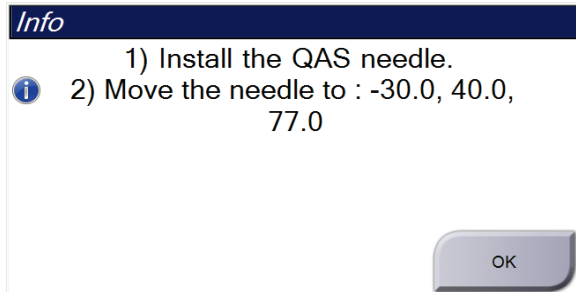 Info
1) Install the QAS needle.
2) Move the needle to : -30.0, 40.0,
77.0
OK